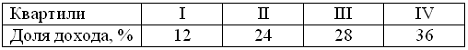 Квартили I II III IV
Доля дохода, % 12 24 28 36